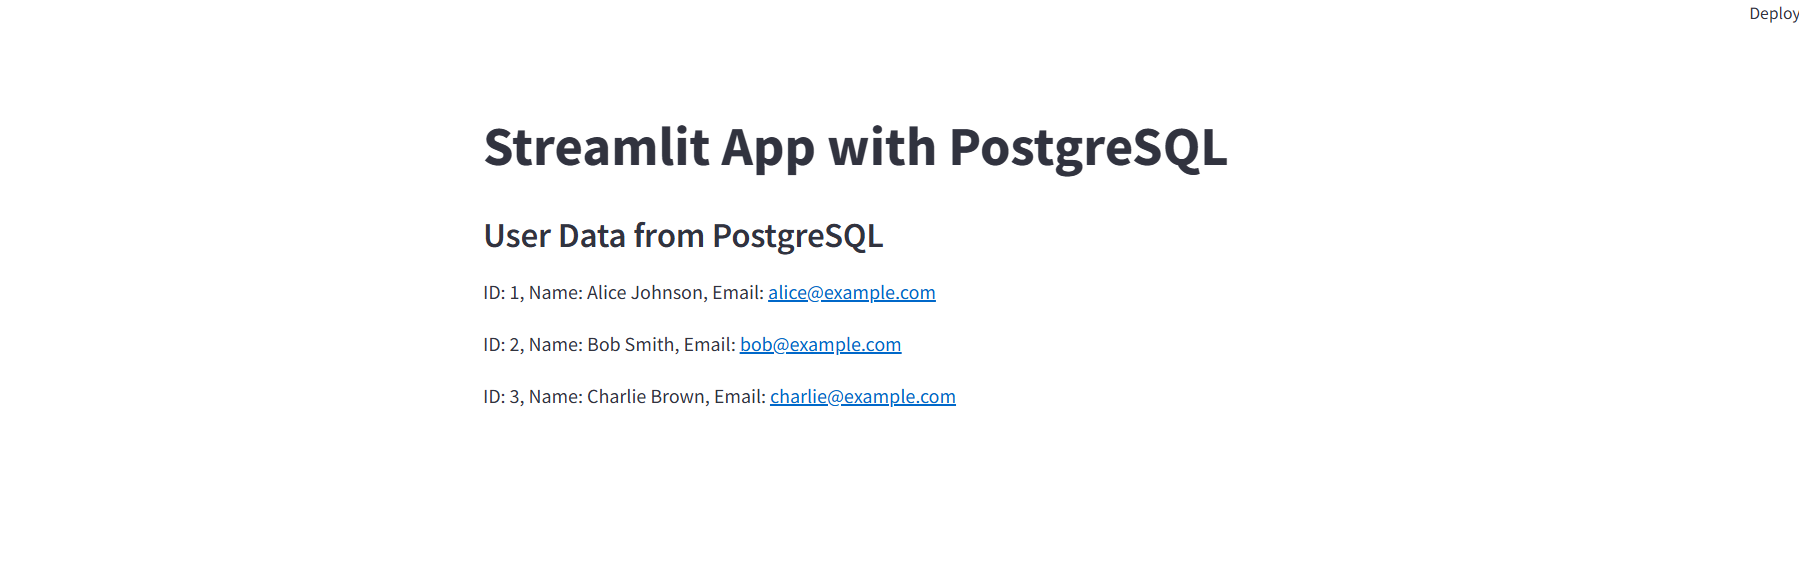 Deploy
Streamlit App with PostgreSQL
User Data from PostgreSQL
ID: 1, Name: Alice Johnson, Email: alice@example.com
ID: 2, Name: Bob Smith, Email: bob@example.com
ID: 3, Name: Charlie Brown, Email: charlie@example.com